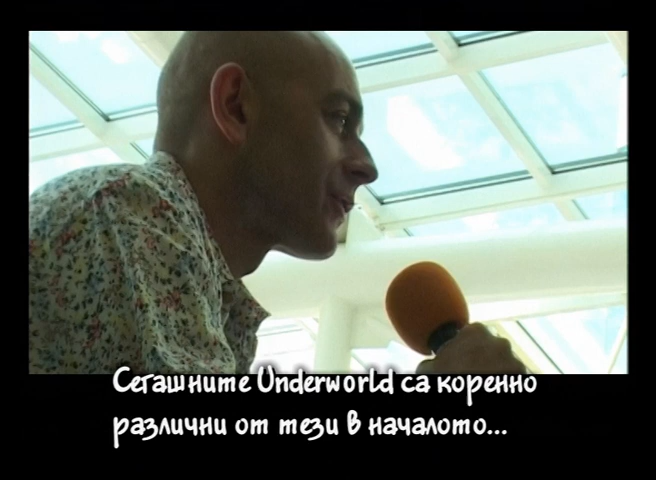 Сегашните Underworld са коренно
различни от тези в началото...